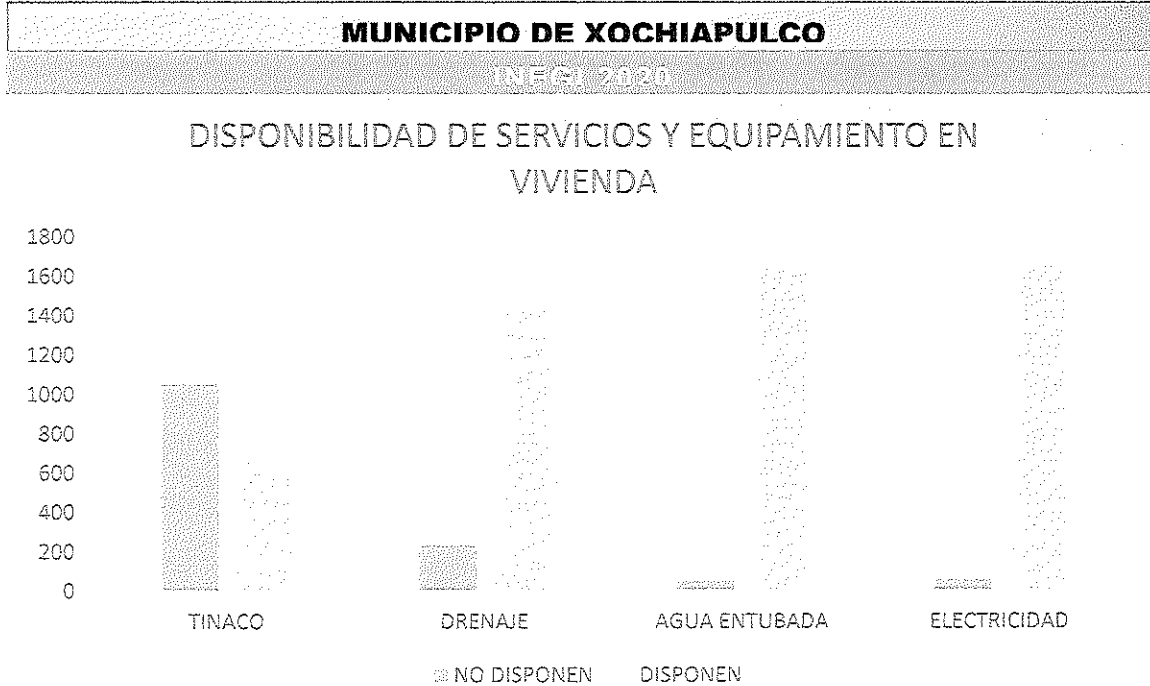 MUNICIPIO DE XOCHIAPULCO
INEGI 2020
DISPONIBILIDAD DE SERVICIOS Y EQUIPAMIENTO EN
VIVIENDA
1800
1600
1400
1200
1000
800
600
400
200
0
TINACO DRENAJE AGUA ENTUBADA ELECTRICIDAD
NO DISPONEN DISPONEN